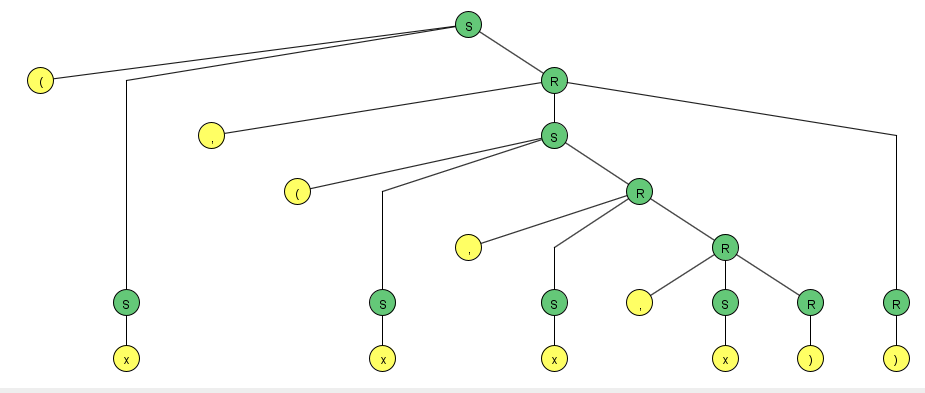 S
( R
, S
( R
, R
S S S , S R R
x x x x ) )